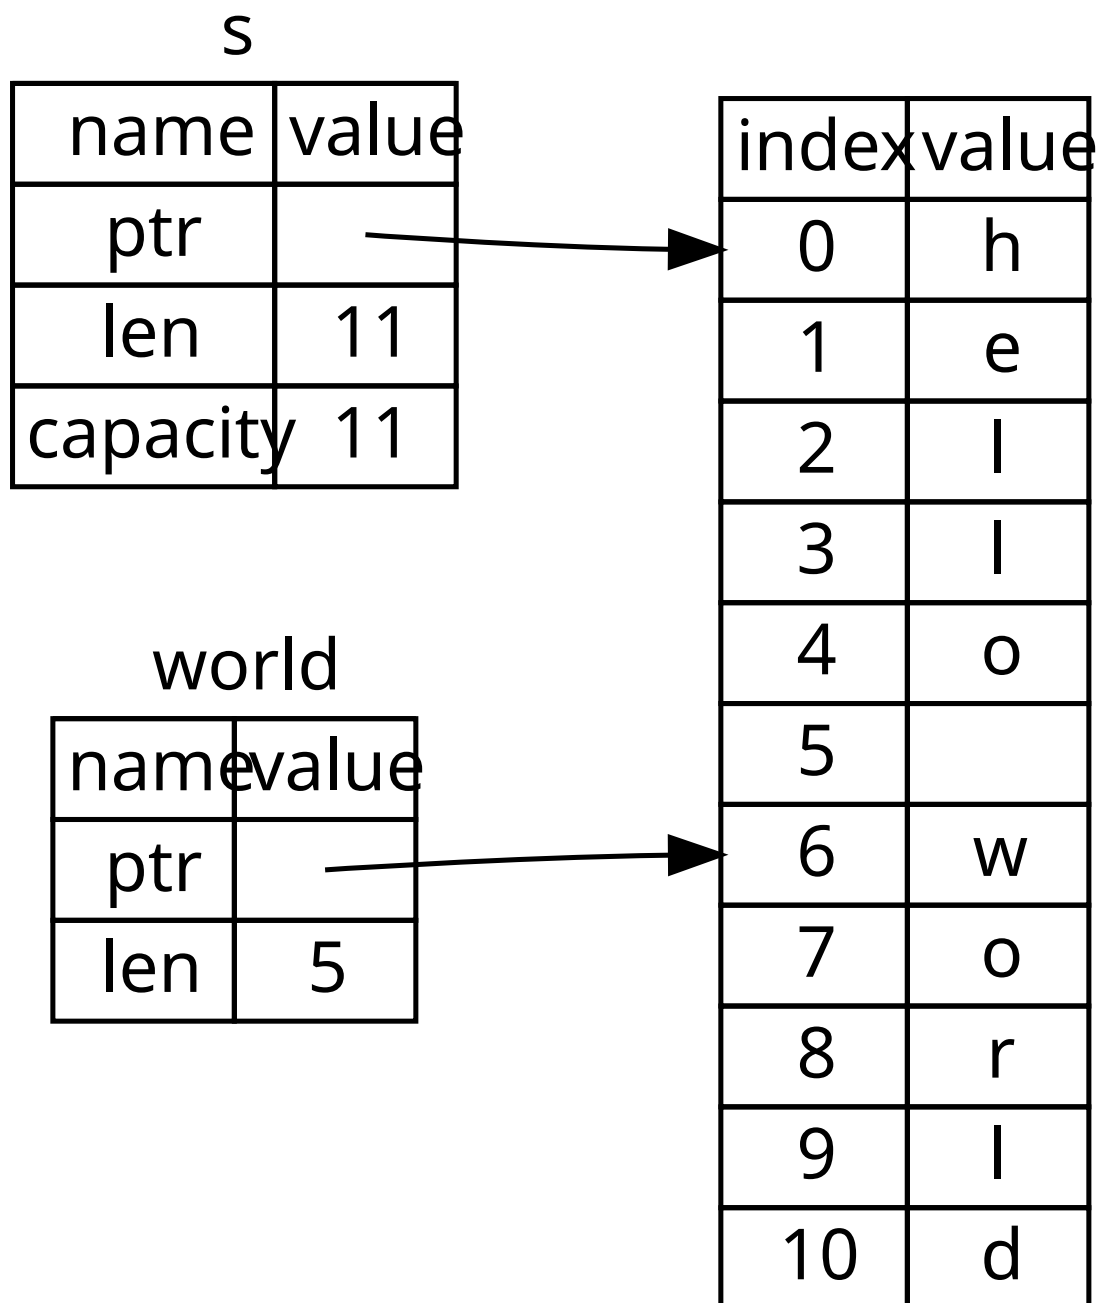 s
name value
ptr
len 11
capacity 11
world
name value
ptr
len 5
index value
0 h
1 e
2 l
3 l
4 o
5
6 w
7 o
8 r
9 l
10 d